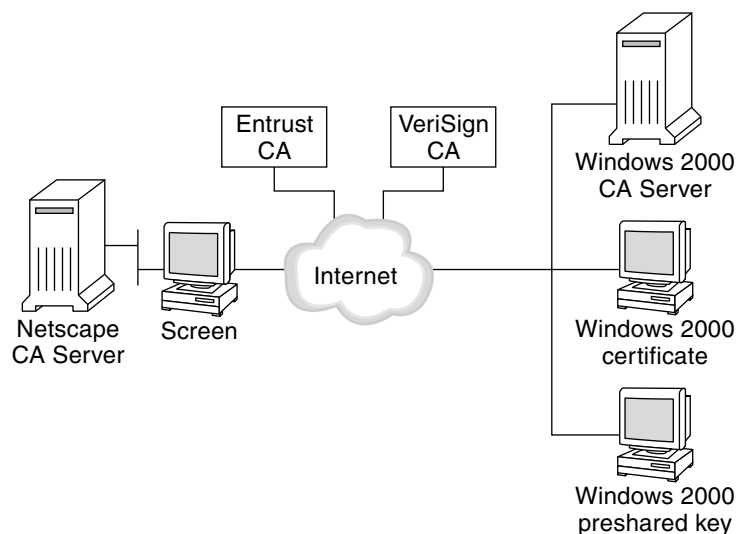 Entrust
CA
VeriSign
CA
Windows 2000
CA Server
Internet
Netscape
CA Server
Screen
Windows 2000
certificate
Windows 2000
preshared key